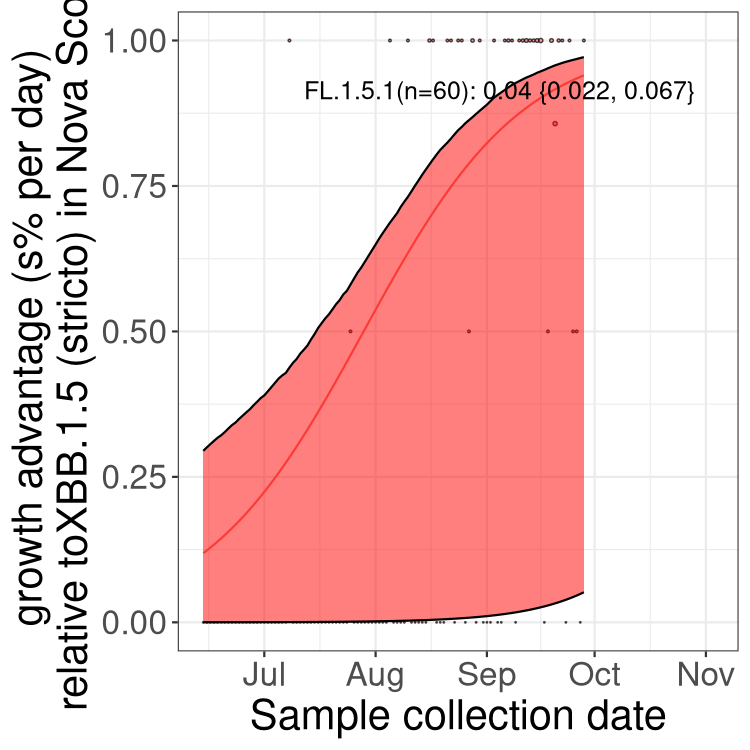 growth advantage (s% per day)
relative toXBB.1.5 (stricto) in Nova Sco
1.00
0.75
0.50
0.25
0.00
FL.1.5.1(n=60): 0.04 {0.022, 0.067}
Jul Aug Sep Oct Nov
Sample collection date